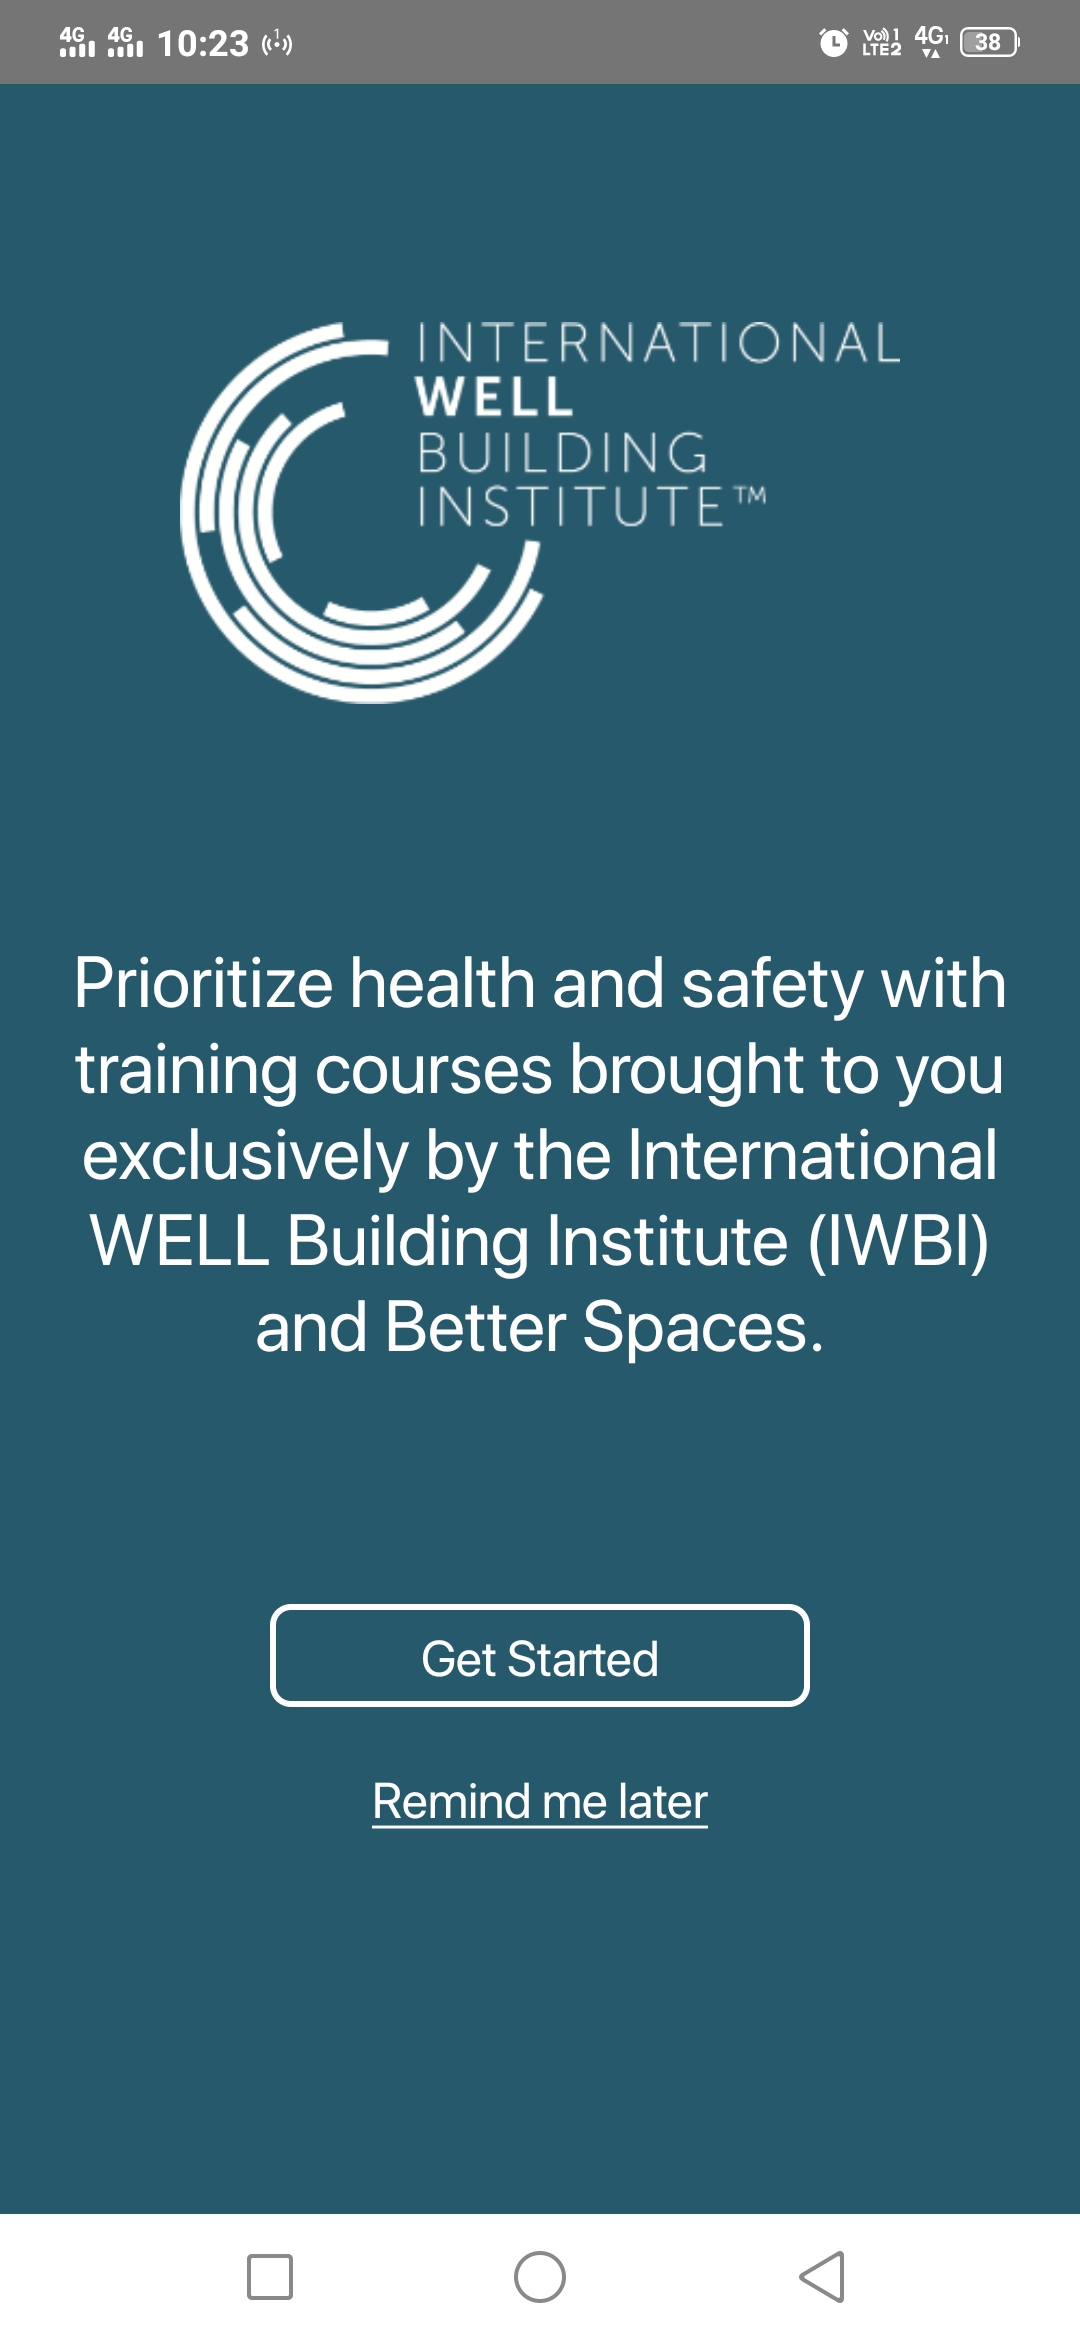 4G 4G 10:23 1 Vo) 1 LTE2 4G1 38
INTERNATIONAL
WELL
BUILDING
INSTITUTE™
Prioritize health and safety with
training courses brought to you
exclusively by the International
WELL Building Institute (IWBI)
and Better Spaces.
Get Started
Remind me later